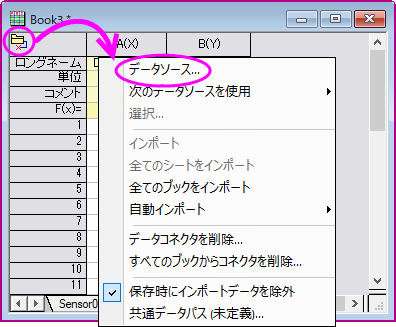 Book3 *
A(X) B(Y)
ロングネーム
単位
コメント
F(x)=
1
2
3
4
5
6
7
8
9
10
11
データソース...
次のデータソースを使用
選択...
インポート
全てのシートをインポート
全てのブックをインポート
自動インポート
データコネクタを削除...
すべてのブックからコネクタを削除...
保存時にインポートデータを除外
共通データパス (未定義)...
Sensor0